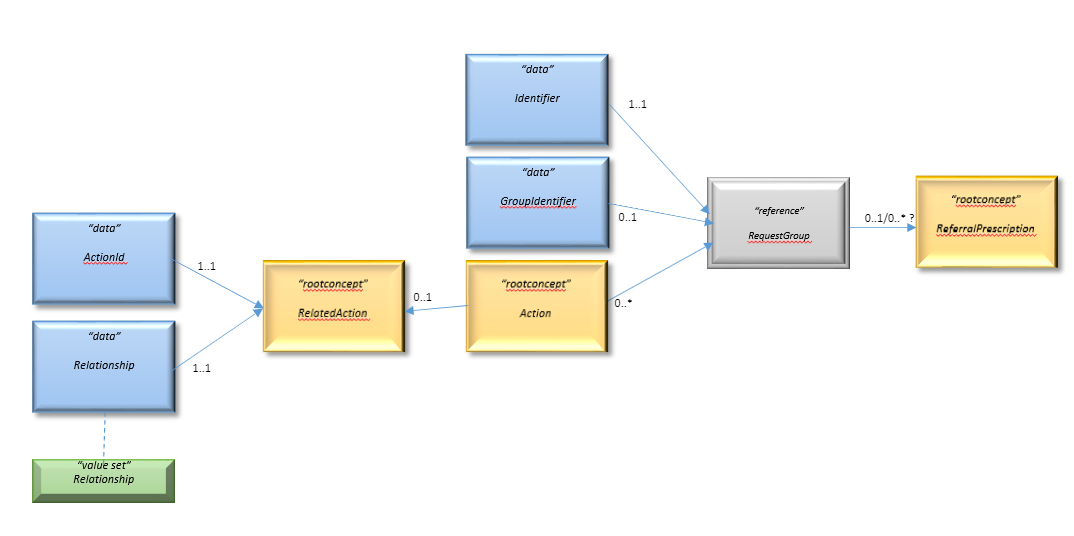 “data”
Identifier
1..1
“data”
GroupIdentifier
0..1
“reference”
RequestGroup
0..1/0..* ?
“rootconcept”
ReferralPrescription
“data”
ActionId
1..1
“rootconcept”
RelatedAction
0..1
“rootconcept”
Action
0..*
“data”
Relationship
1..1
“value set”
Relationship